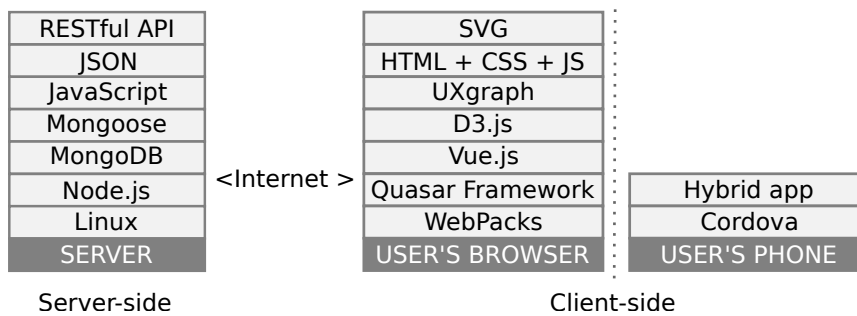 RESTful API
JSON
JavaScript
Mongoose
MongoDB
Node.js
Linux
SERVER
Server-side
<Internet >
SVG
HTML + CSS + JS
UXgraph
D3.js
Vue.js
Quasar Framework
WebPacks
USER'S BROWSER
Hybrid app
Cordova
USER'S PHONE
Client-side